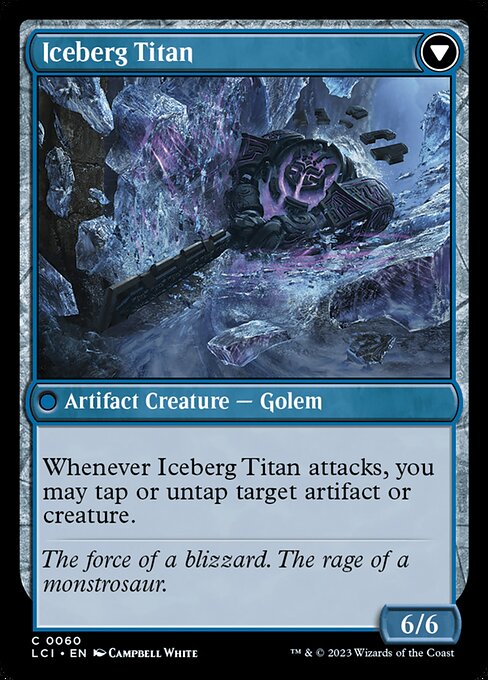 Iceberg Titan
Artifact Creature — Golem
Whenever Iceberg Titan attacks, you
may tap or untap target artifact or
creature.
The force of a blizzard. The rage of a
monstrosaur.
6/6
C 0060
LCI • EN Campbell White
™ & © 2023 Wizards of the Coast